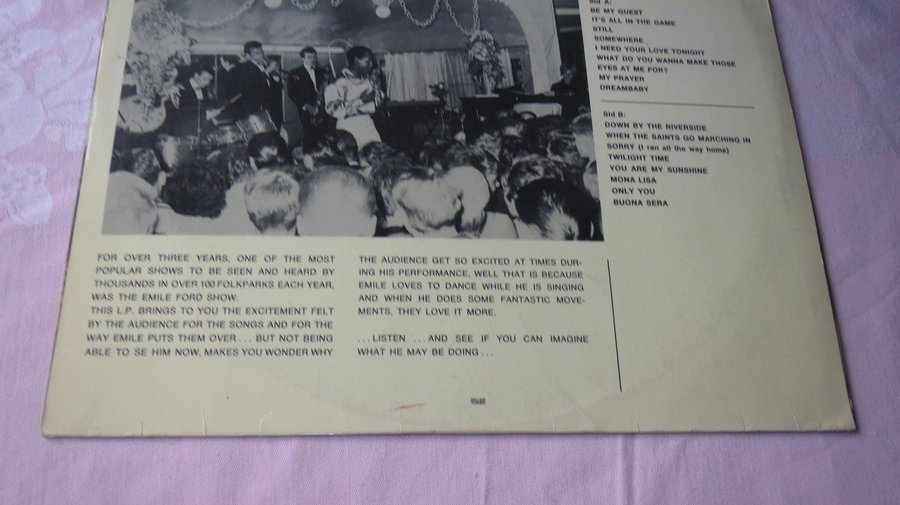 Sid A:
BE MY GUEST
IT'S ALL IN THE GAME
STILL
SOMEWHERE
I NEED YOUR LOVE TONIGHT
WHAT DO YOU WANNA MAKE THOSE
EYES AT ME FOR?
MY PRAYER
DREAMBABY
Sid B:
DOWN BY THE RIVERSIDE
WHEN THE SAINTS GO MARCHING IN
SORRY (I ran all the way home)
TWILIGHT TIME
YOU ARE MY SUNSHINE
MONA LISA
ONLY YOU
BUONA SERA
FOR OVER THREE YEARS, ONE OF THE MOST
POPULAR SHOWS TO BE SEEN AND HEARD BY
THOUSANDS IN OVER 100 FOLKPARKS EACH YEAR,
WAS THE EMILE FORD SHOW.
THIS L.P. BRINGS TO YOU THE EXCITEMENT FELT
BY THE AUDIENCE FOR THE SONGS AND FOR THE
WAY EMILE PUTS THEM OVER ... BUT NOT BEING
ABLE TO SE HIM NOW, MAKES YOU WONDER WHY
THE AUDIENCE GET SO EXCITED AT TIMES DUR-
ING HIS PERFORMANCE, WELL THAT IS BECAUSE
EMILE LOVES TO DANCE WHILE HE IS SINGING
AND WHEN HE DOES SOME FANTASTIC MOVE-
MENTS, THEY LOVE IT MORE.
... LISTEN ... AND SEE IF YOU CAN IMAGINE
WHAT HE MAY BE DOING ...